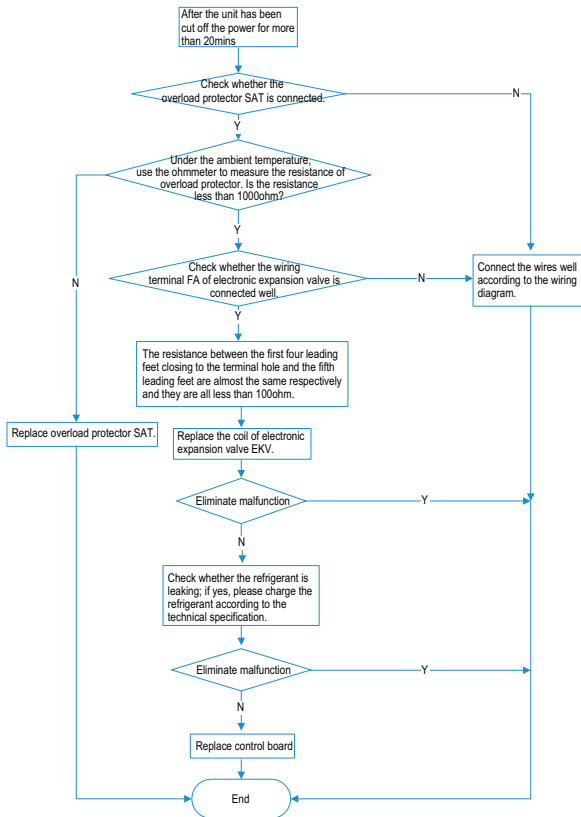 After the unit has been
cut off the power for more
than 20mins
Check whether the
overload protector SAT is connected.
N
Y
Under the ambient temperature,
use the ohmmeter to measure the resistance of
overload protector. Is the resistance
less than 1000ohm?
Y
N
Check whether the wiring
terminal FA of electronic expansion valve is
connected well.
N
Connect the wires well
according to the wiring
diagram.
Y
The resistance between the first four leading
feet closing to the terminal hole and the fifth
leading feet are almost the same respectively
and they are all less than 100ohm.
Replace overload protector SAT.
Replace the coil of electronic
expansion valve EKV.
Eliminate malfunction
Y
N
Check whether the refrigerant is
leaking; if yes, please charge the
refrigerant according to the
technical specification.
Eliminate malfunction
Y
N
Replace control board
End